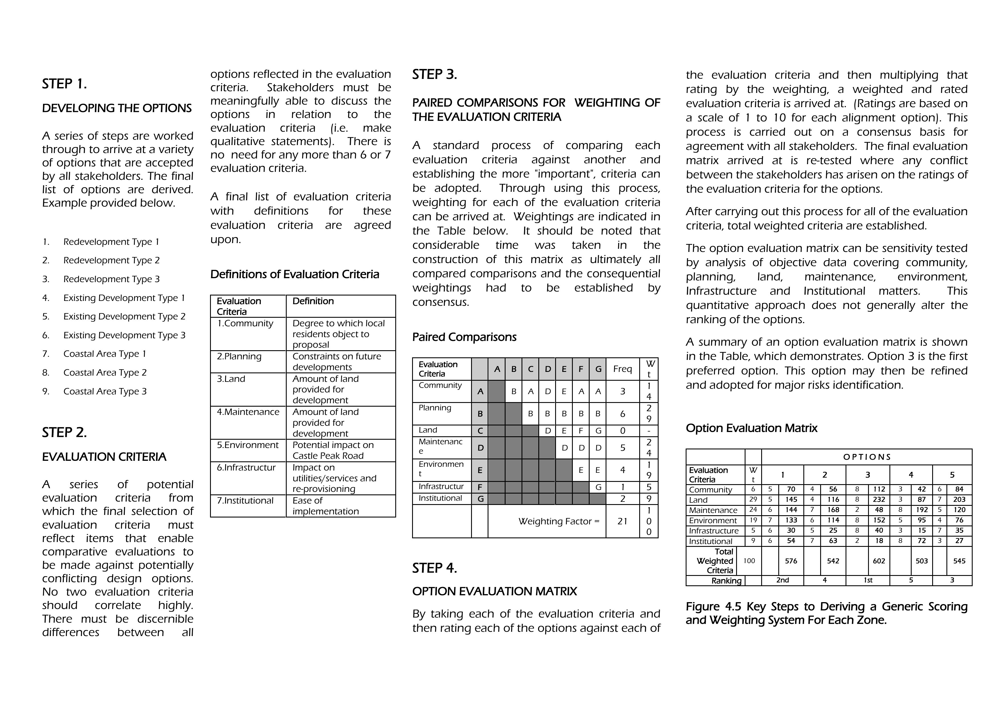 STEP 1.
DEVELOPING THE OPTIONS
A series of steps are worked
through to arrive at a variety
of options that are accepted
by all stakeholders. The final
list of options are derived.
Example provided below.
1. Redevelopment Type 1
2. Redevelopment Type 2
3. Redevelopment Type 3
4. Existing Development Type 1
5. Existing Development Type 2
6. Existing Development Type 3
7. Coastal Area Type 1
8. Coastal Area Type 2
9. Coastal Area Type 3
STEP 2.
EVALUATION CRITERIA
A series of potential
evaluation criteria from
which the final selection of
evaluation criteria must
reflect items that enable
comparative evaluations to
be made against potentially
conflicting design options.
No two evaluation criteria
should correlate highly.
There must be discernible
differences between all
options reflected in the evaluation
criteria. Stakeholders must be
meaningfully able to discuss the
options in relation to the
evaluation criteria (i.e. make
qualitative statements). There is
no need for any more than 6 or 7
evaluation criteria.
A final list of evaluation criteria
with definitions for these
evaluation criteria are agreed
upon.
Definitions of Evaluation Criteria
Evaluation Definition
Criteria
1.Community Degree to which local
residents object to
proposal
2.Planning Constraints on future
developments
3.Land Amount of land
provided for
development
4.Maintenance Amount of land
provided for
development
5.Environment Potential impact on
Castle Peak Road
6.Infrastructur Impact on
utilities/services and
re-provisioning
7.Institutional Ease of
implementation
STEP 3.
PAIRED COMPARISONS FOR WEIGHTING OF
THE EVALUATION CRITERIA
A standard process of comparing each
evaluation criteria against another and
establishing the more "important", criteria can
be adopted. Through using this process,
weighting for each of the evaluation criteria
can be arrived at. Weightings are indicated in
the Table below. It should be noted that
considerable time was taken in the
construction of this matrix as ultimately all
compared comparisons and the consequential
weightings had to be established by
consensus.
Paired Comparisons
Evaluation Criteria A B C D E F G Freq Wt
Community A B A D E A A 3 14
Planning B B B B B B 6 29
Land C D E F G 0 -
Maintenance D D D D 5 24
Environment E E E 4 19
Infrastructur F G 1 5
Institutional G 2 9
Weighting Factor = 21 100
STEP 4.
OPTION EVALUATION MATRIX
By taking each of the evaluation criteria and
then rating each of the options against each of
the evaluation criteria and then multiplying that
rating by the weighting, a weighted and rated
evaluation criteria is arrived at. (Ratings are based on
a scale of 1 to 10 for each alignment option). This
process is carried out on a consensus basis for
agreement with all stakeholders. The final evaluation
matrix arrived at is re-tested where any conflict
between the stakeholders has arisen on the ratings of
the evaluation criteria for the options.
After carrying out this process for all of the evaluation
criteria, total weighted criteria are established.
The option evaluation matrix can be sensitivity tested
by analysis of objective data covering community,
planning, land, maintenance, environment,
Infrastructure and Institutional matters. This
quantitative approach does not generally alter the
ranking of the options.
A summary of an option evaluation matrix is shown
in the Table, which demonstrates. Option 3 is the first
preferred option. This option may then be refined
and adopted for major risks identification.
Option Evaluation Matrix
OPTIONS
Evaluation Criteria Wt 1 2 3 4 5
Community 6 5 70 4 56 8 112 3 42 6 84
Land 29 5 145 4 116 8 232 3 87 7 203
Maintenance 24 6 144 7 168 2 48 8 192 5 120
Environment 19 7 133 6 114 8 152 5 95 4 76
Infrastructure 5 6 30 5 25 8 40 3 15 7 35
Institutional 9 6 54 7 63 2 18 8 72 3 27
Total Weighted Criteria 100 576 542 602 503 545
Ranking 2nd 4 1st 5 3
Figure 4.5 Key Steps to Deriving a Generic Scoring
and Weighting System For Each Zone.